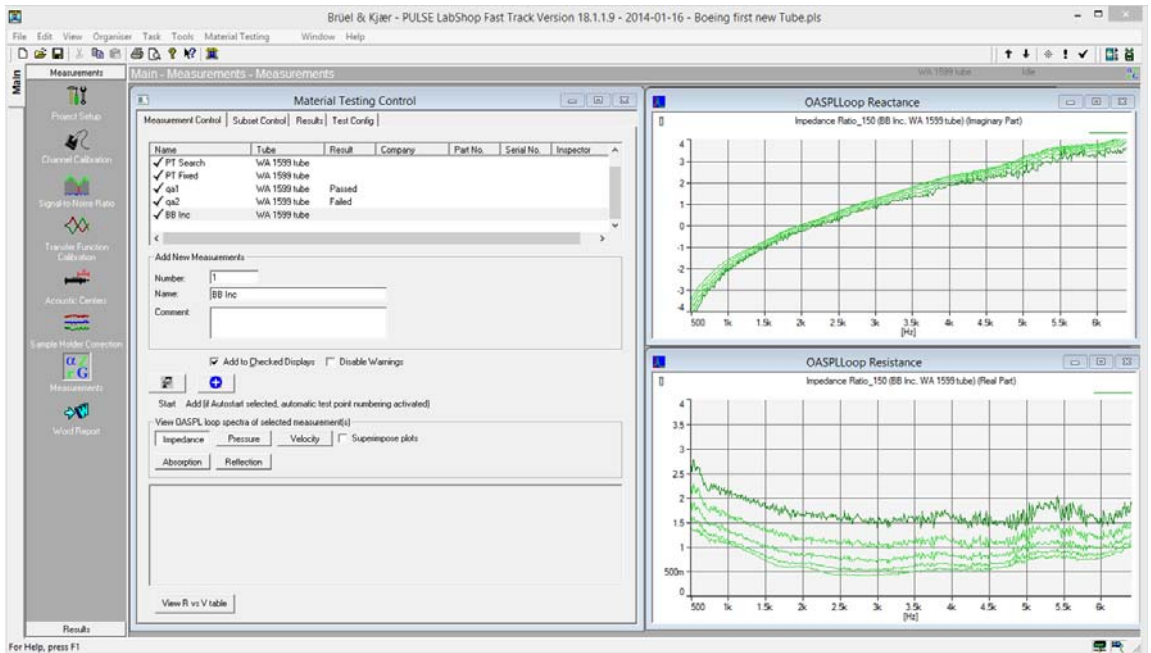 Brüel & Kjær - PULSE LabShop Fast Track Version 18.1.1.9 - 2014-01-16 - Boeing first new Tube.pls
File Edit View Organiser Task Tools Material Testing Window Help
Main
Measurements
Main - Measurements - Measurements
WA 1599 tube
Idle
Project Setup
Channel Calibration
Signal-to-Noise Ratio
Transfer Function
Calibration
Acoustic Centers
Sample Holder Correction
Measurements
Word Report
Results
Material Testing Control
Measurement Control Subset Control Results Test Config
Name Tube Result Company Part No. Serial No. Inspector
PT Search WA 1599 tube
PT Fixed WA 1599 tube
qa1 WA 1599 tube Passed
qa2 WA 1599 tube Failed
BB Inc WA 1599 tube
Add New Measurements
Number: 1
Name: BB Inc
Comment
Add to Checked Displays Disable Warnings
Start Add (if Autostart selected, automatic test point numbering activated)
View OASPL loop spectra of selected measurement(s)
Impedance Pressure Velocity Superimpose plots
Absorption Reflection
View R vs V table
OASPLLoop Reactance
[] Impedance Ratio_150 (BB Inc, WA 1599 tube) (Imaginary Part)
4
3
2
1
0
-1
-2
-3
-4
500 1k 1.5k 2k 2.5k 3k 3.5k 4k 4.5k 5k 5.5k 6k
[Hz]
OASPLLoop Resistance
[] Impedance Ratio_150 (BB Inc, WA 1599 tube) (Real Part)
4
3.5
3
2.5
2
1.5
1
500m
0
500 1k 1.5k 2k 2.5k 3k 3.5k 4k 4.5k 5k 5.5k 6k
[Hz]
For Help, press F1